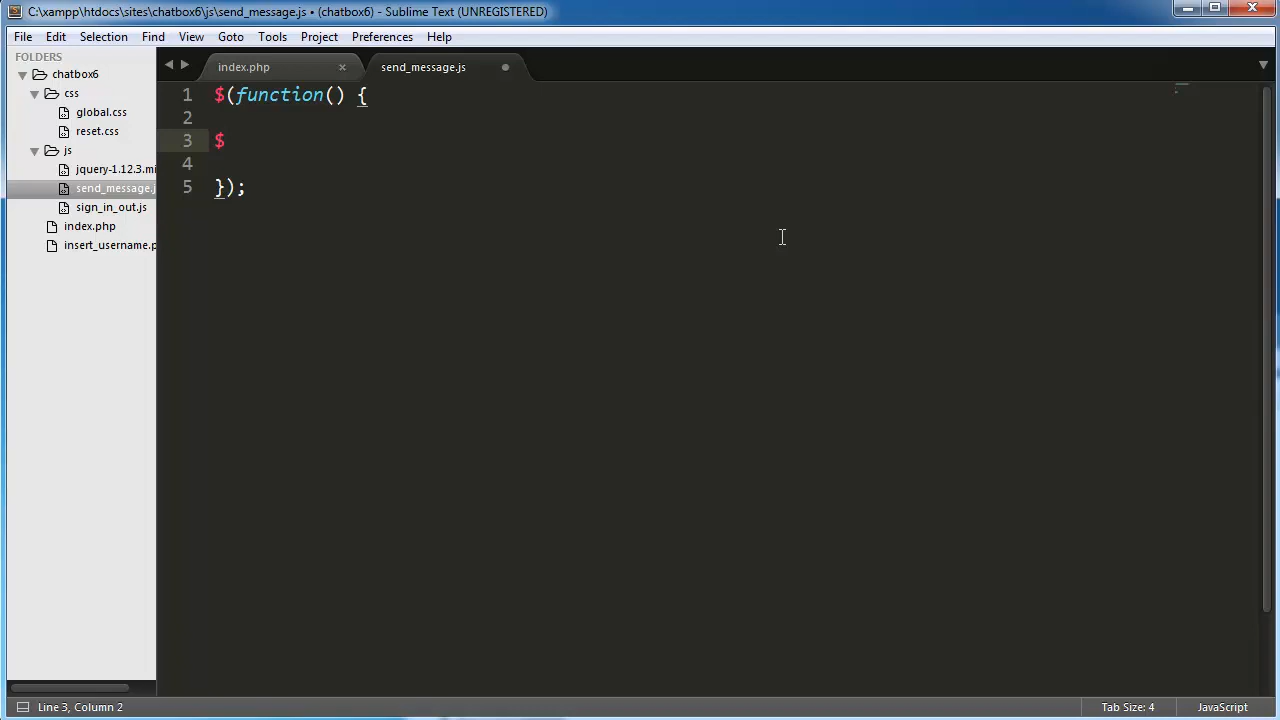 C:\xampp\htdocs\sites\chatbox6\js\send_message.js • (chatbox6) - Sublime Text (UNREGISTERED)
File Edit Selection Find View Goto Tools Project Preferences Help
FOLDERS
chatbox6
css
global.css
reset.css
js
jquery-1.12.3.mi
send_message.j
sign_in_out.js
index.php
insert_username.p
index.php × send_message.js
1 $(function() {
2
3 $
4
5 });
Line 3, Column 2 Tab Size: 4 JavaScript